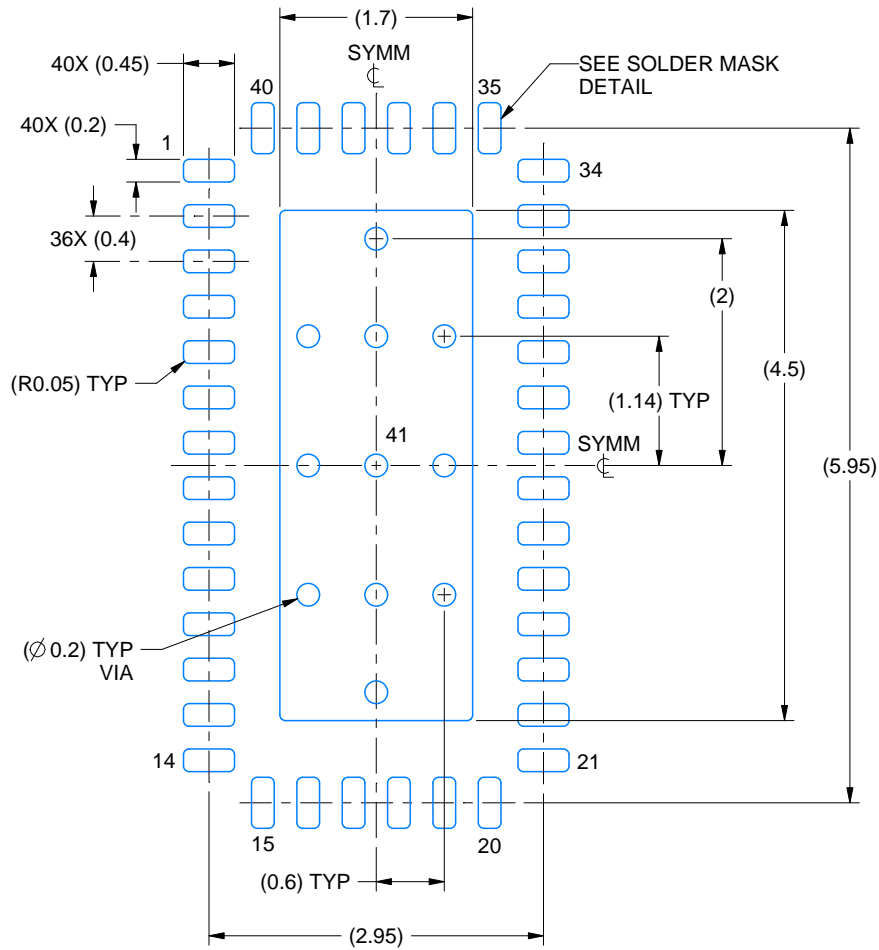 (1.7)
SYMM
℄
40X (0.45)
40
35
SEE SOLDER MASK
DETAIL
40X (0.2)
1
34
36X (0.4)
(2)
(R0.05) TYP
(4.5)
(1.14) TYP
41
SYMM
℄
(5.95)
(∅ 0.2) TYP
VIA
14
21
15
20
(0.6) TYP
(2.95)